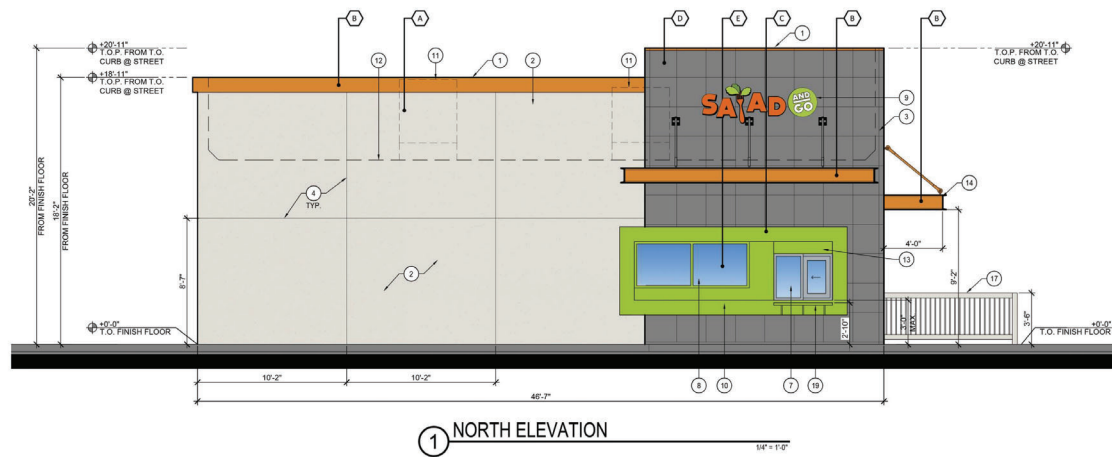 B
A
D
E
C
B
B
+20'-11"
T.O.P. FROM T.O.
CURB @ STREET
+18'-11"
T.O.P. FROM T.O.
CURB @ STREET
11
12
1
2
11
1
+20'-11"
T.O.P. FROM T.O.
CURB @ STREET
SALAD
AND
GO
9
3
20'-2"
FROM FINISH FLOOR
18'-2"
FROM FINISH FLOOR
4
TYP.
B
B
14
4'-0"
2
8'-7"
13
9'-2"
17
+0'-0"
T.O. FINISH FLOOR
2'-10"
3'-0"
MAX
3'-6"
+0'-0"
T.O. FINISH FLOOR
10'-2"
10'-2"
8
10
7
19
46'-7"
1
NORTH ELEVATION
1/4" = 1'-0"